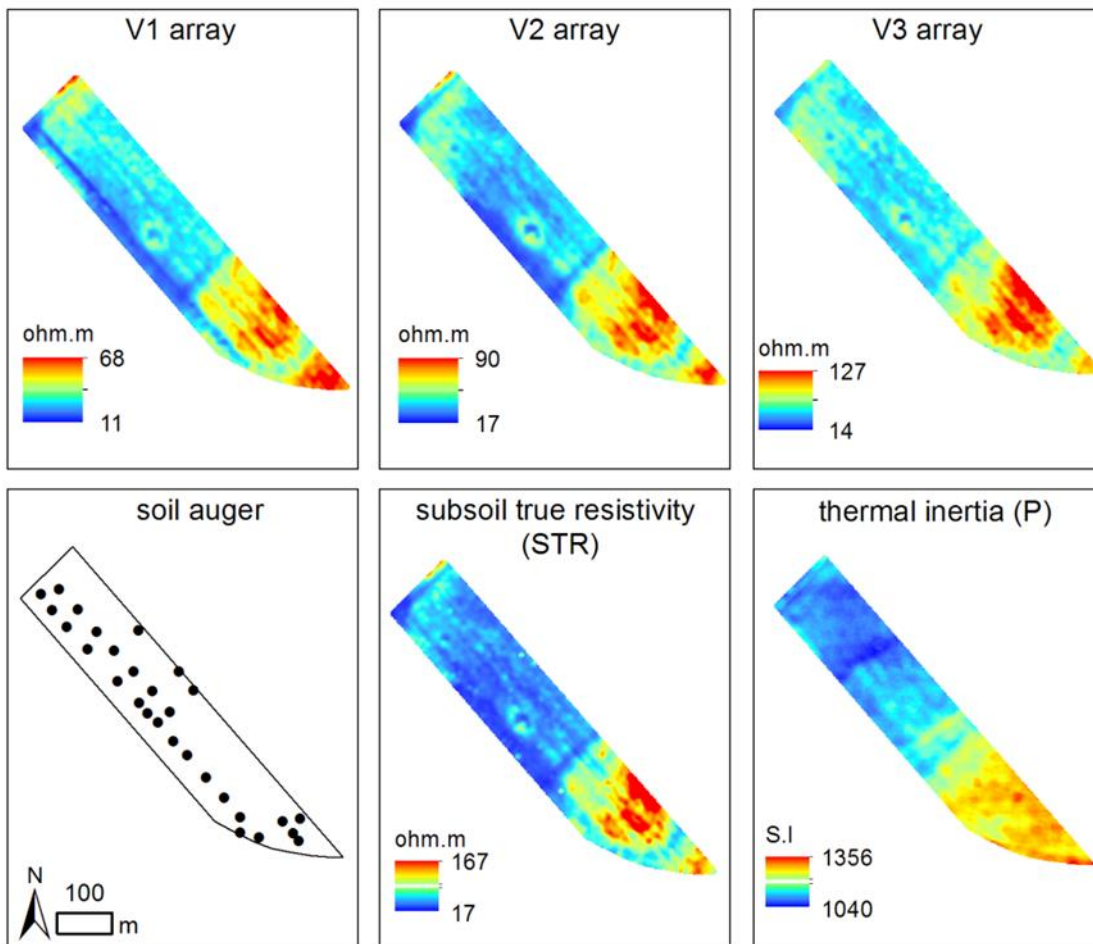 V1 array
ohm.m
68
11
V2 array
ohm.m
90
17
V3 array
ohm.m
127
14
soil auger
N
100
m
subsoil true resistivity
(STR)
ohm.m
167
17
thermal inertia (P)
S.I
1356
1040